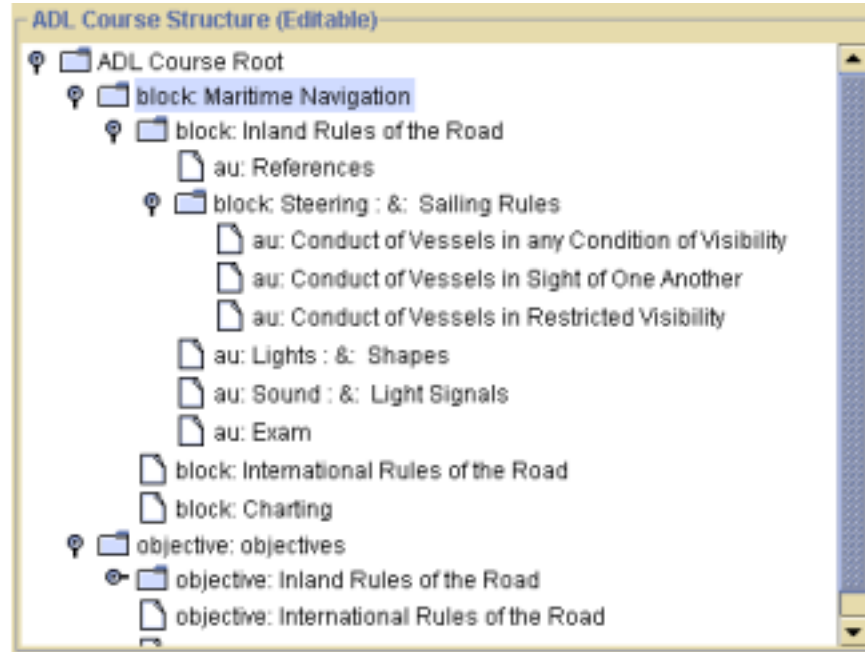 ADL Course Structure (Editable)
ADL Course Root
block: Maritime Navigation
block: Inland Rules of the Road
au: References
block: Steering : &: Sailing Rules
au: Conduct of Vessels in any Condition of Visibility
au: Conduct of Vessels in Sight of One Another
au: Conduct of Vessels in Restricted Visibility
au: Lights : &: Shapes
au: Sound : &: Light Signals
au: Exam
block: International Rules of the Road
block: Charting
objective: objectives
objective: Inland Rules of the Road
objective: International Rules of the Road